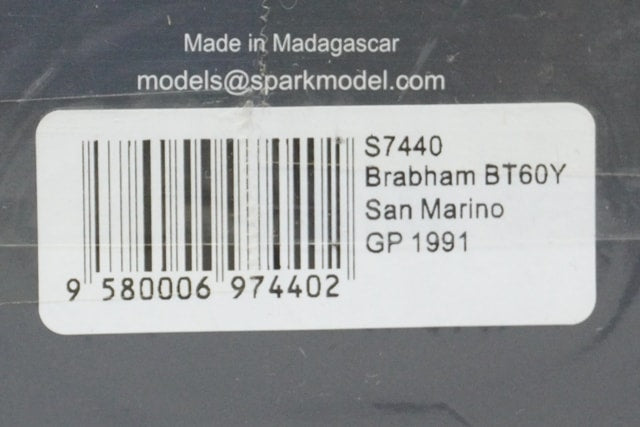 Made in Madagascar
models@sparkmodel.com
S7440
Brabham BT60Y
San Marino
GP 1991
9 580006 974402